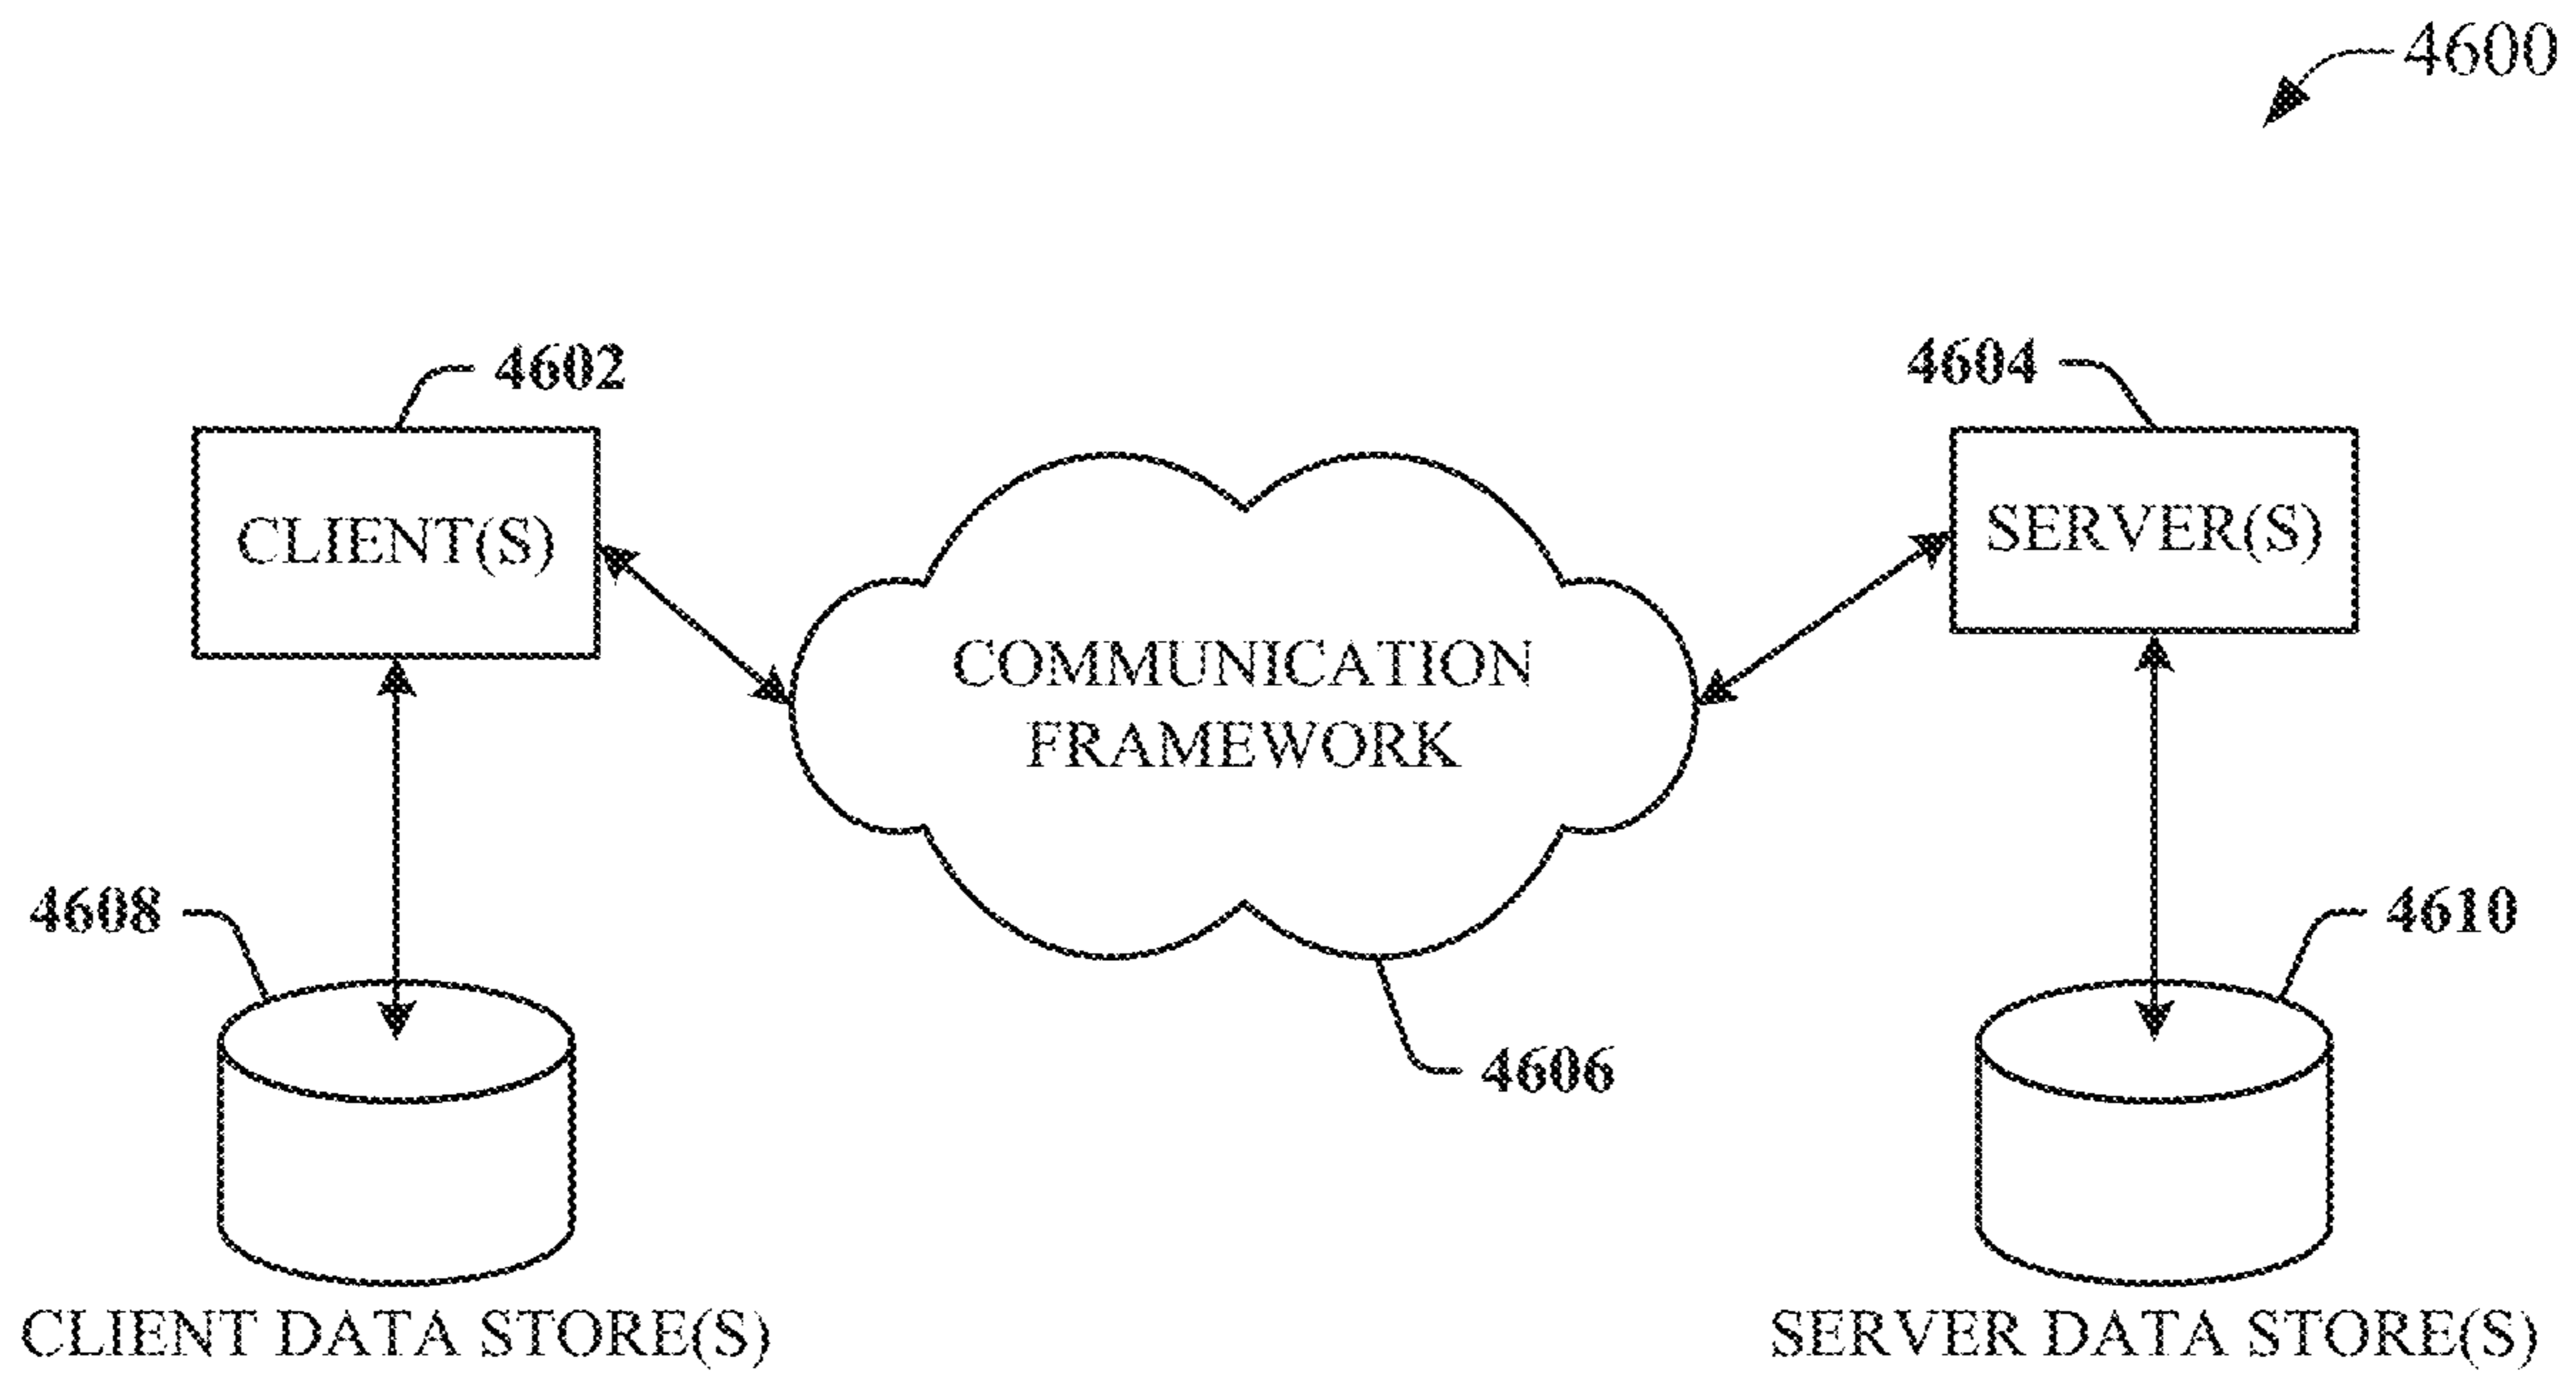 4600
4602
4604
CLIENT(S)
SERVER(S)
COMMUNICATION
FRAMEWORK
4608
4610
4606
CLIENT DATA STORE(S)
SERVER DATA STORE(S)